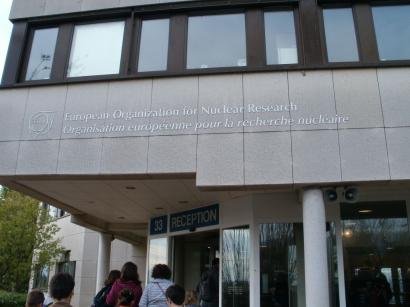 European Organization for Nuclear Research
Organisation européenne pour la recherche nucléaire
33 RECEPTION